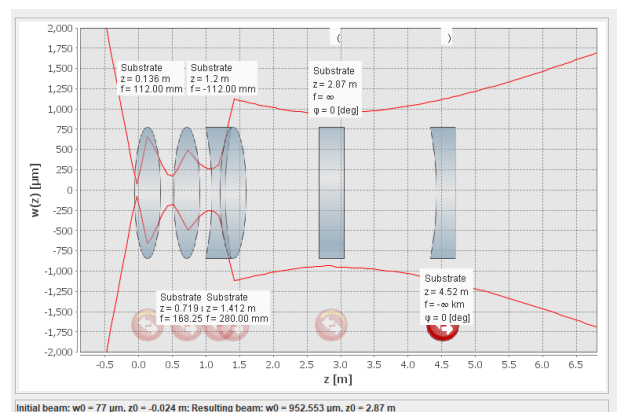 2,000
1,750
1,500
1,250
1,000
750
500
250
0
-250
-500
-750
-1,000
-1,250
-1,500
-1,750
-2,000
w(z) [µm]
(
)
Substrate
z = 0.136 m
f = 112.00 mm
Substrate
z = 1.2 m
f = -112.00 mm
Substrate
z = 2.87 m
f = ∞
φ = 0 [deg]
Substrate
z = 0.719
f = 168.25
Substrate
z = 1.412 m
f = 280.00 mm
Substrate
z = 4.52 m
f = -∞ km
φ = 0 [deg]
-0.5 0.0 0.5 1.0 1.5 2.0 2.5 3.0 3.5 4.0 4.5 5.0 5.5 6.0 6.5
z [m]
Initial beam: w0 = 77 µm, z0 = -0.024 m; Resulting beam: w0 = 952.553 µm, z0 = 2.87 m